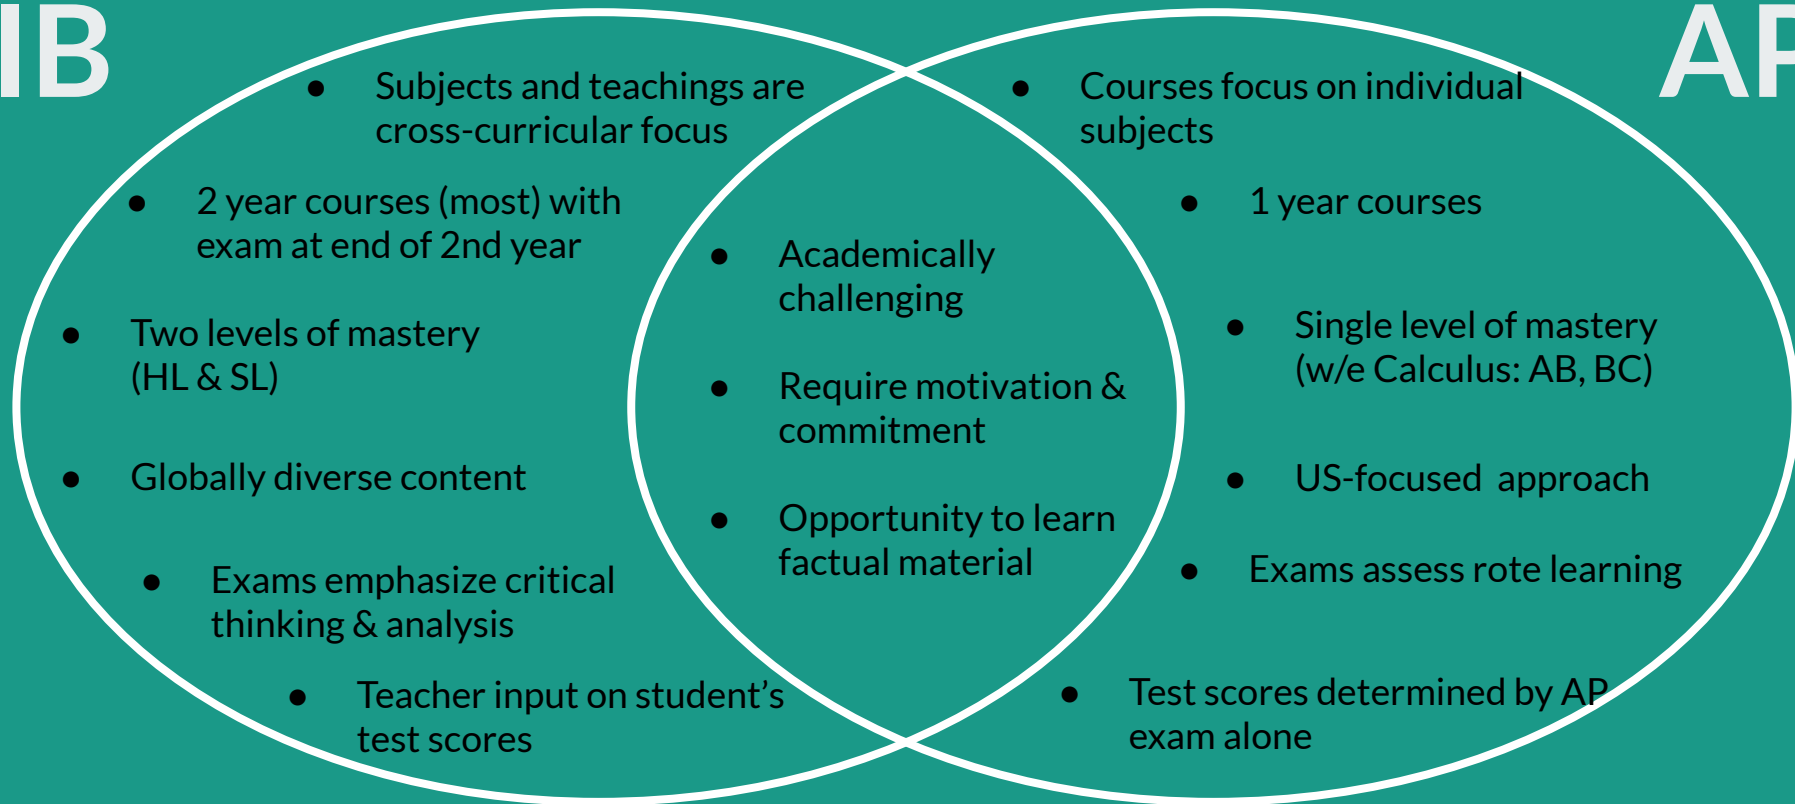 IB
AP
• Subjects and teachings are
cross-curricular focus
• 2 year courses (most) with
exam at end of 2nd year
• Two levels of mastery
(HL & SL)
• Globally diverse content
• Exams emphasize critical
thinking & analysis
• Teacher input on student’s
test scores
• Academically
challenging
• Require motivation &
commitment
• Opportunity to learn
factual material
• Courses focus on individual
subjects
• 1 year courses
• Single level of mastery
(w/e Calculus: AB, BC)
• US-focused approach
• Exams assess rote learning
• Test scores determined by AP
exam alone